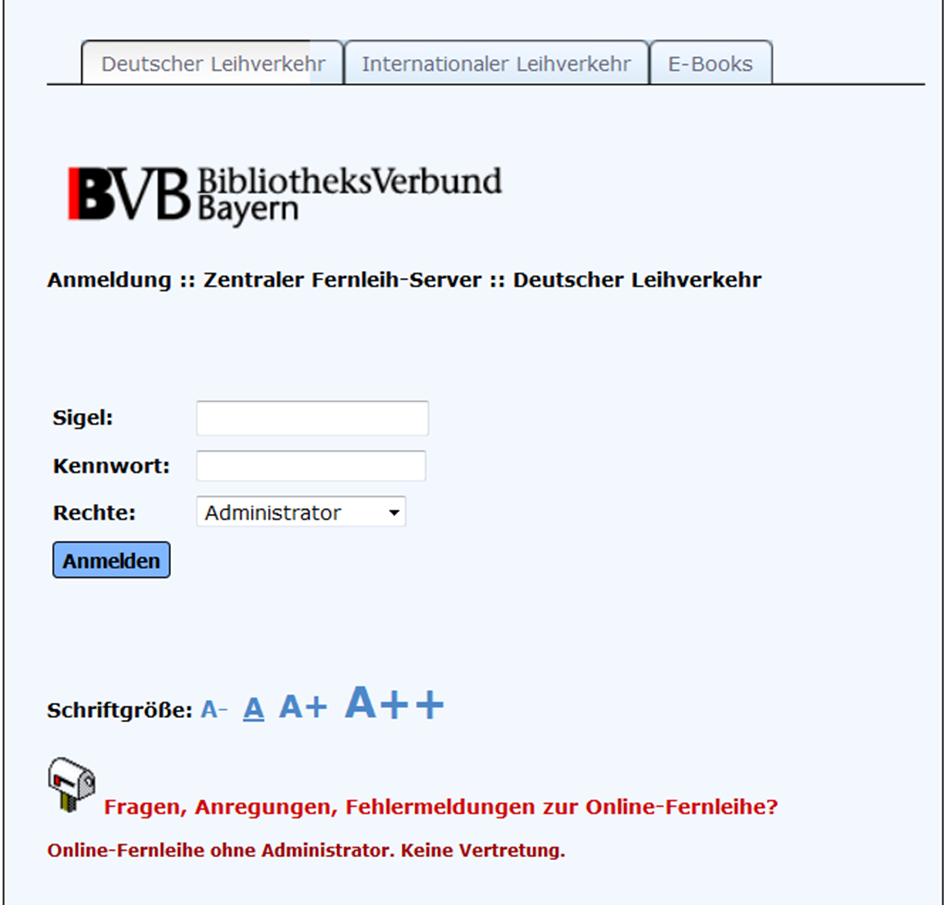 Deutscher Leihverkehr Internationaler Leihverkehr E-Books
BVB BibliotheksVerbund
Bayern
Anmeldung :: Zentraler Fernleih-Server :: Deutscher Leihverkehr
Sigel:
Kennwort:
Rechte: Administrator
Anmelden
Schriftgröße: A- A A+ A++
Fragen, Anregungen, Fehlermeldungen zur Online-Fernleihe?
Online-Fernleihe ohne Administrator. Keine Vertretung.